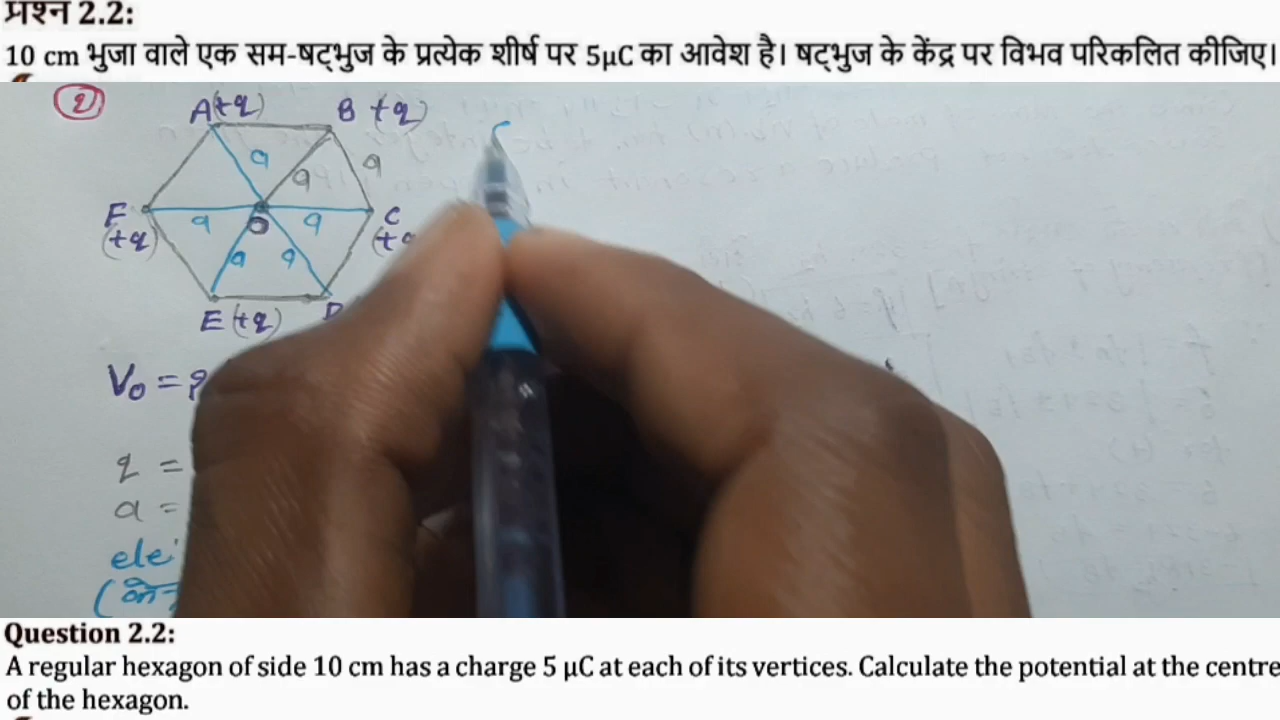 प्रश्न 2.2:
10 cm भुजा वाले एक सम-षट्भुज के प्रत्येक शीर्ष पर 5μC का आवेश है। षट्भुज के केंद्र पर विभव परिकलित कीजिए।
2
A(+q) B +q)
a a a
F a O a C
(+q) (+q
a a
E (+q) D
V₀ = ?
q =
a =
ele
Question 2.2:
A regular hexagon of side 10 cm has a charge 5 μC at each of its vertices. Calculate the potential at the centre
of the hexagon.